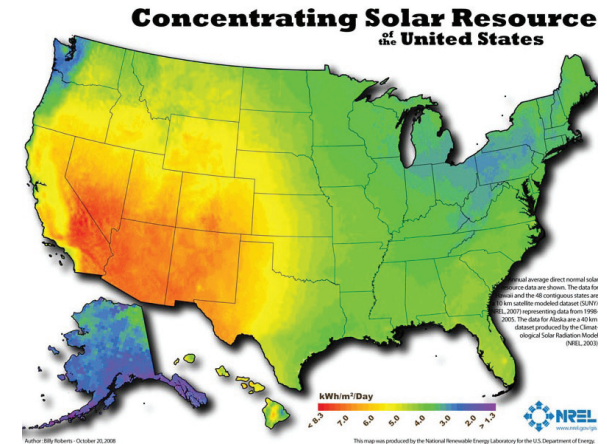 Concentrating Solar Resource
of the United States
Annual average direct normal solar
resource data are shown. The data for
Hawaii and the 48 contiguous states are
10 km satellite modeled dataset (SUNY/
NREL, 2007) representing data from 1998-
2005. The data for Alaska are a 40 km
dataset produced by the Climat-
ological Solar Radiation Model
(NREL, 2003)
kWh/m²/Day
< 8.3 7.0 6.0 5.0 4.0 3.0 2.0 > 1.3
NREL
www.nrel.gov/gis
Author: Billy Roberts - October 20, 2008
This map was produced by the National Renewable Energy Laboratory for the U.S. Department of Energy.